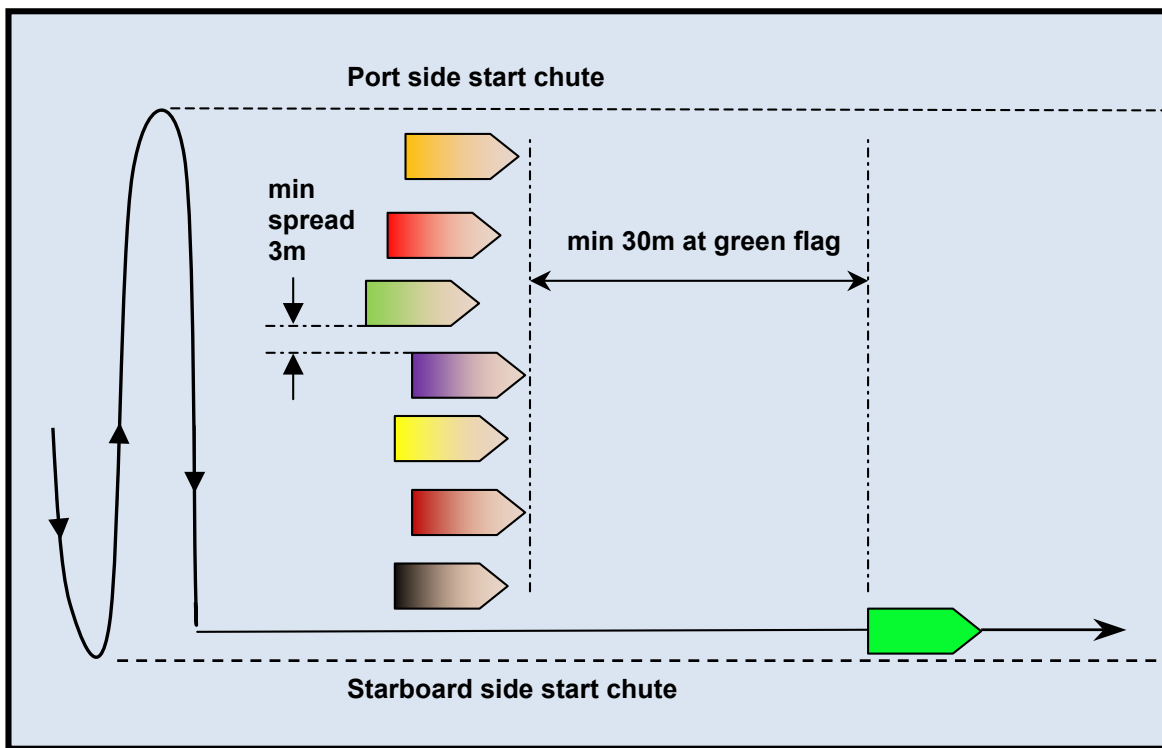 Port side start chute
min
spread
3m
min 30m at green flag
Starboard side start chute